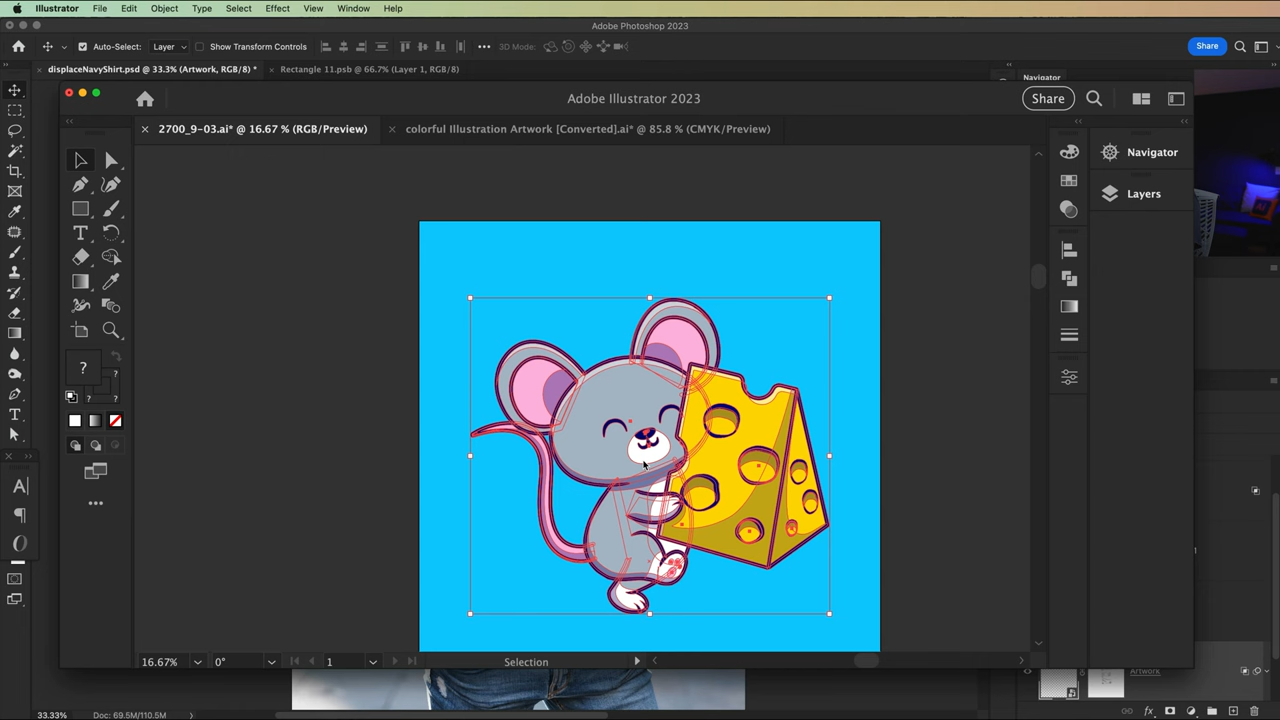 Illustrator File Edit Object Type Select Effect View Window Help
Adobe Photoshop 2023
Auto-Select: Layer Show Transform Controls 3D Mode: Share
displaceNavyShirt.psd @ 33.3% (Artwork, RGB/8) * Rectangle 11.psb @ 66.7% (Layer 1, RGB/8)
Navigator
Adobe Illustrator 2023
Share
2700_9-03.ai* @ 16.67 % (RGB/Preview) colorful Illustration Artwork [Converted].ai* @ 85.8 % (CMYK/Preview)
Navigator
Layers
?
? ?
?
16.67% 0° 1 Selection
Artwork
33.33% Doc: 69.5M/110.5M
fx